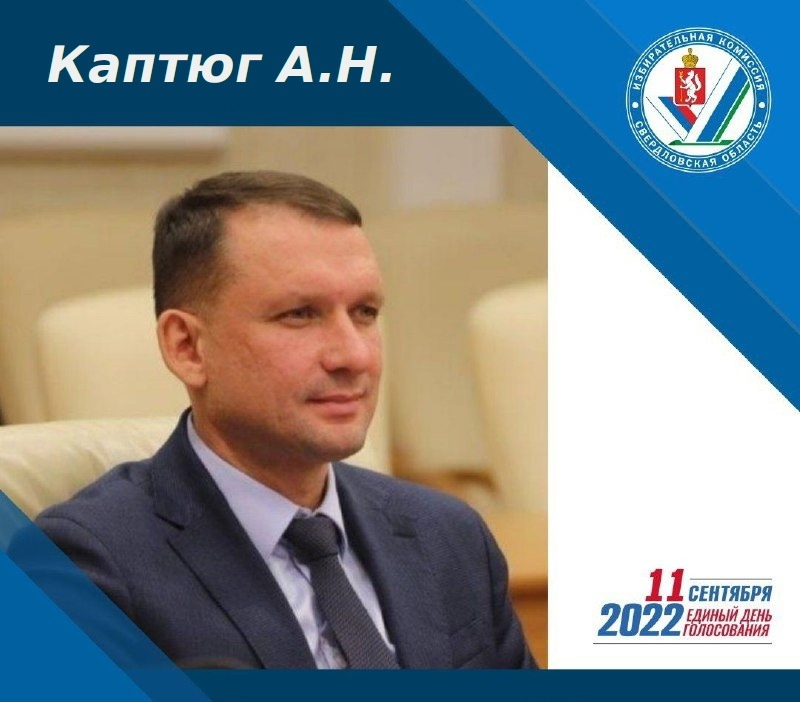 Каптюг А.Н.
ИЗБИРАТЕЛЬНАЯ КОМИССИЯ
СВЕРДЛОВСКАЯ ОБЛАСТЬ
11 СЕНТЯБРЯ
2022 ЕДИНЫЙ ДЕНЬ
ГОЛОСОВАНИЯ